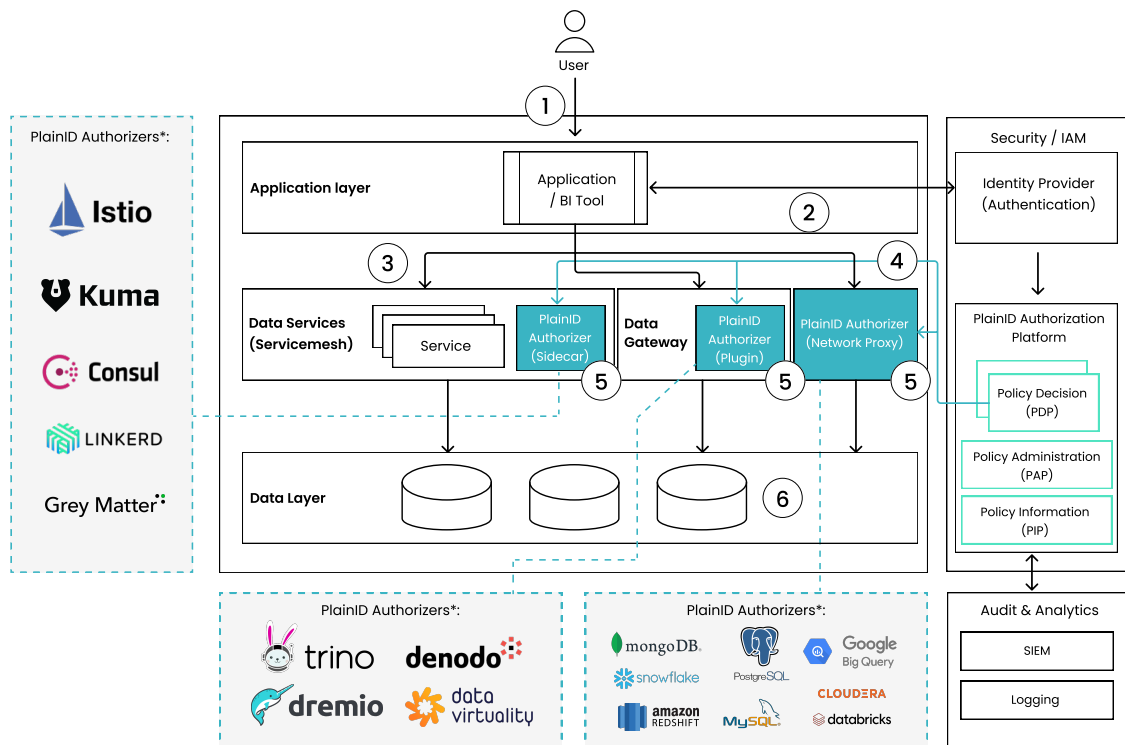 User
1
PlainID Authorizers*:
Istio
Kuma
Consul
LINKERD
Grey Matter
Application layer
Application
/ BI Tool
2
3
4
Data Services
(Servicemesh)
Service
PlainID
Authorizer
(Sidecar)
5
Data
Gateway
PlainID
Authorizer
(Plugin)
5
PlainID Authorizer
(Network Proxy)
5
Data Layer
6
Security / IAM
Identity Provider
(Authentication)
PlainID Authorization
Platform
Policy Decision
(PDP)
Policy Administration
(PAP)
Policy Information
(PIP)
PlainID Authorizers*:
trino
denodo
dremio
data
virtuality
PlainID Authorizers*:
mongoDB®
PostgreSQL
Google
Big Query
snowflake
CLOUDERA
amazon
REDSHIFT
MySQL
databricks
Audit & Analytics
SIEM
Logging